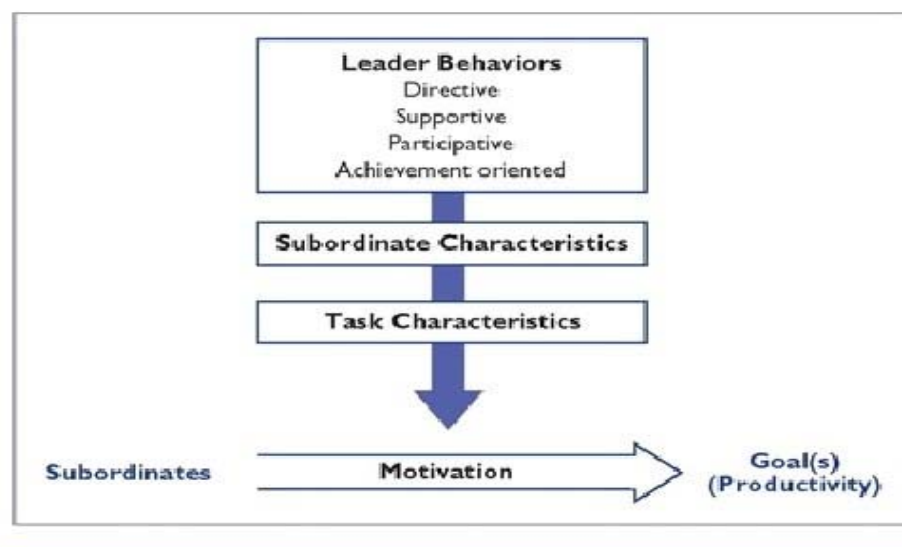 Leader Behaviors
Directive
Supportive
Participative
Achievement oriented
Subordinate Characteristics
Task Characteristics
Subordinates
Motivation
Goal(s)
(Productivity)